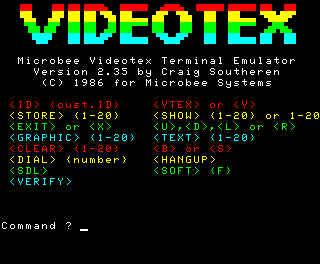 VIDEOTEX
Microbee Videotex Terminal Emulator
Version 2.35 by Craig Southeren
(C) 1986 for Microbee Systems
<ID> (cust.ID) <VTEX> or <V>
<STORE> (1-20) <SHOW> (1-20) or 1-20
<EXIT> or <X> <U>,<D>,<L> or <R>
<GRAPHIC> (1-20) <TEXT> (1-20)
<CLEAR> (1-20) <B> or <S>
<DIAL> (number) <HANGUP>
<SDL> <SOFT> (F)
<VERIFY>
Command ? _